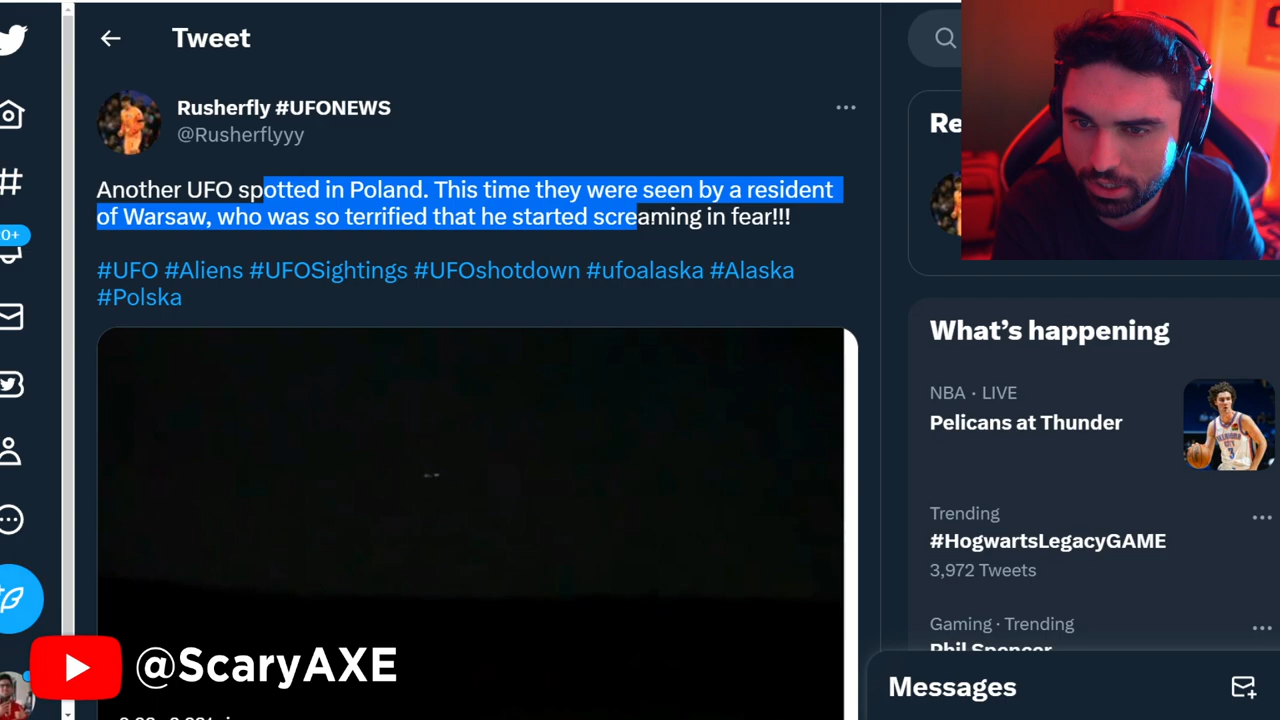 Tweet
Rusherfly #UFONEWS
@Rusherflyyy
Another UFO spotted in Poland. This time they were seen by a resident
of Warsaw, who was so terrified that he started screaming in fear!!!
#UFO #Aliens #UFOSightings #UFOshotdown #ufoalaska #Alaska
#Polska
@ScaryAXE
Re
What's happening
NBA · LIVE
Pelicans at Thunder
Trending
#HogwartsLegacyGAME
3,972 Tweets
Gaming · Trending
Phil Spencer
Messages